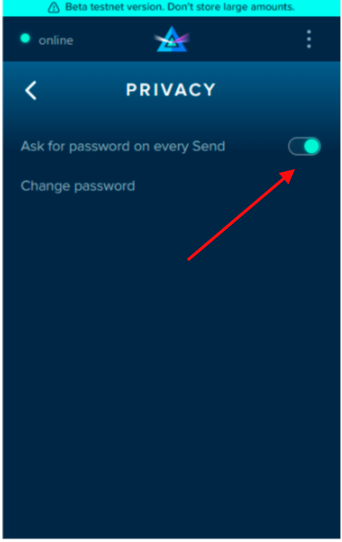 Beta testnet version. Don't store large amounts.
online
PRIVACY
Ask for password on every Send
Change password